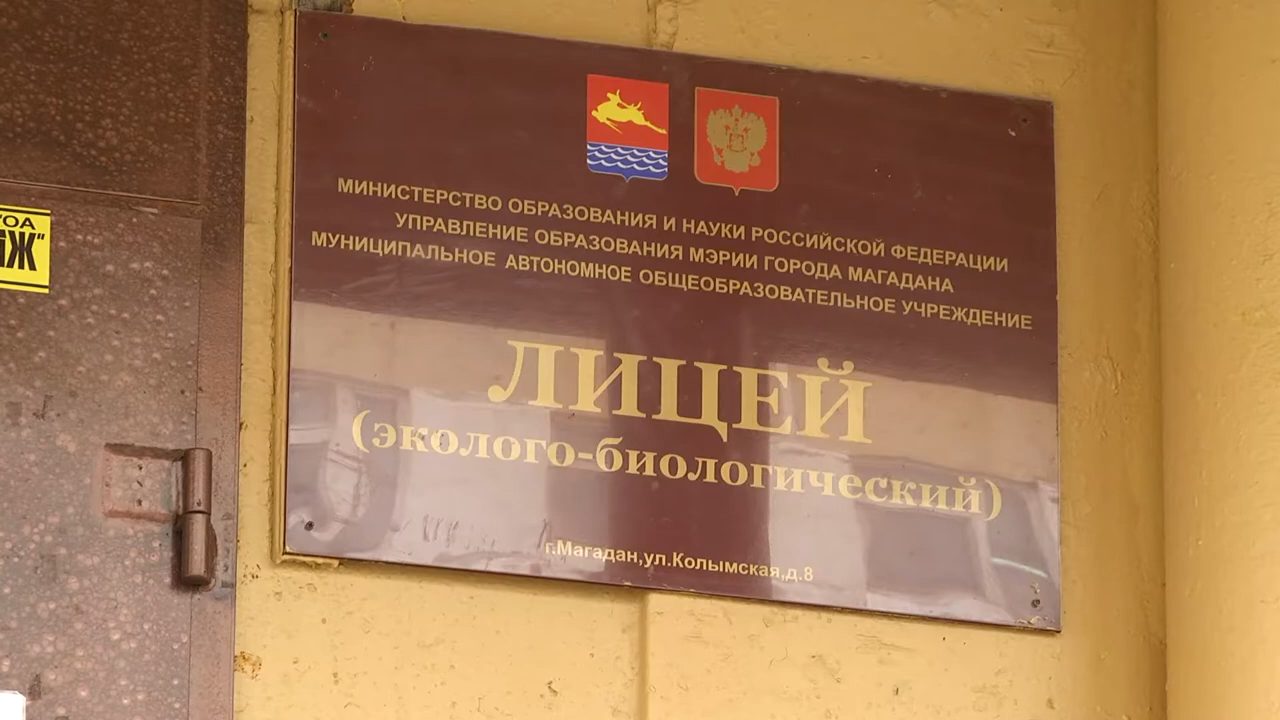 МИНИСТЕРСТВО ОБРАЗОВАНИЯ И НАУКИ РОССИЙСКОЙ ФЕДЕРАЦИИ
УПРАВЛЕНИЕ ОБРАЗОВАНИЯ МЭРИИ ГОРОДА МАГАДАНА
МУНИЦИПАЛЬНОЕ АВТОНОМНОЕ ОБЩЕОБРАЗОВАТЕЛЬНОЕ УЧРЕЖДЕНИЕ
ЛИЦЕЙ
(эколого-биологический)
г.Магадан,ул.Колымская,д.8